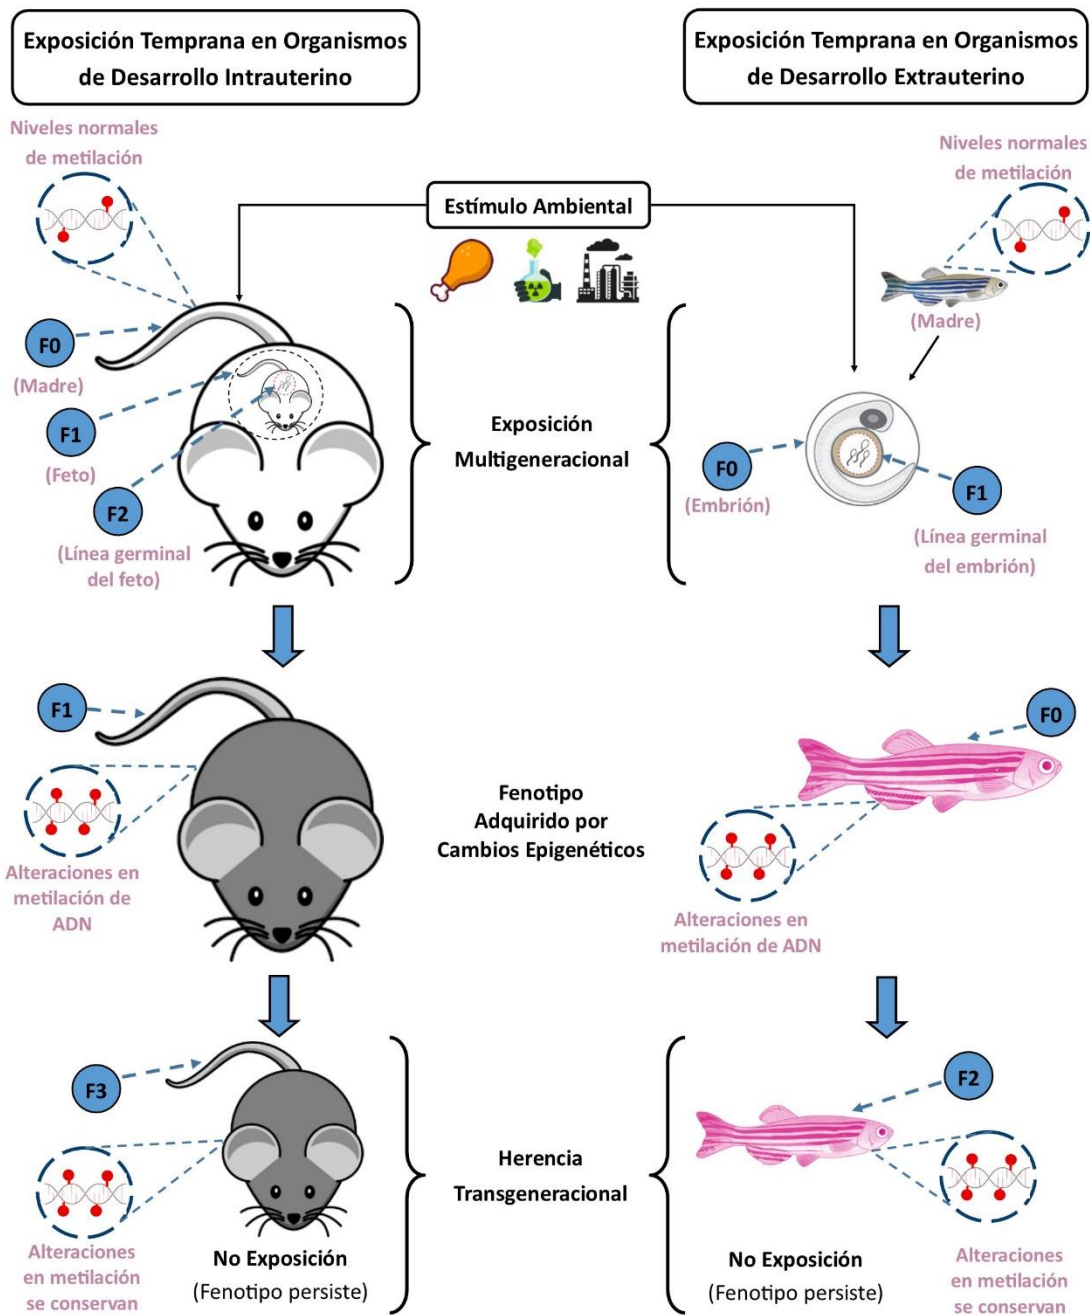 Exposición Temprana en Organismos
de Desarrollo Intrauterino
Exposición Temprana en Organismos
de Desarrollo Extrauterino
Niveles normales
de metilación
Niveles normales
de metilación
Estímulo Ambiental
(Madre)
F0
(Madre)
F1
(Feto)
F2
(Línea germinal
del feto)
Exposición
Multigeneracional
F0
(Embrión)
F1
(Línea germinal
del embrión)
F1
Alteraciones en
metilación de
ADN
Fenotipo
Adquirido por
Cambios Epigenéticos
F0
Alteraciones en
metilación de ADN
F3
Alteraciones
en metilación
se conservan
No Exposición
(Fenotipo persiste)
Herencia
Transgeneracional
F2
No Exposición
(Fenotipo persiste)
Alteraciones
en metilación
se conservan